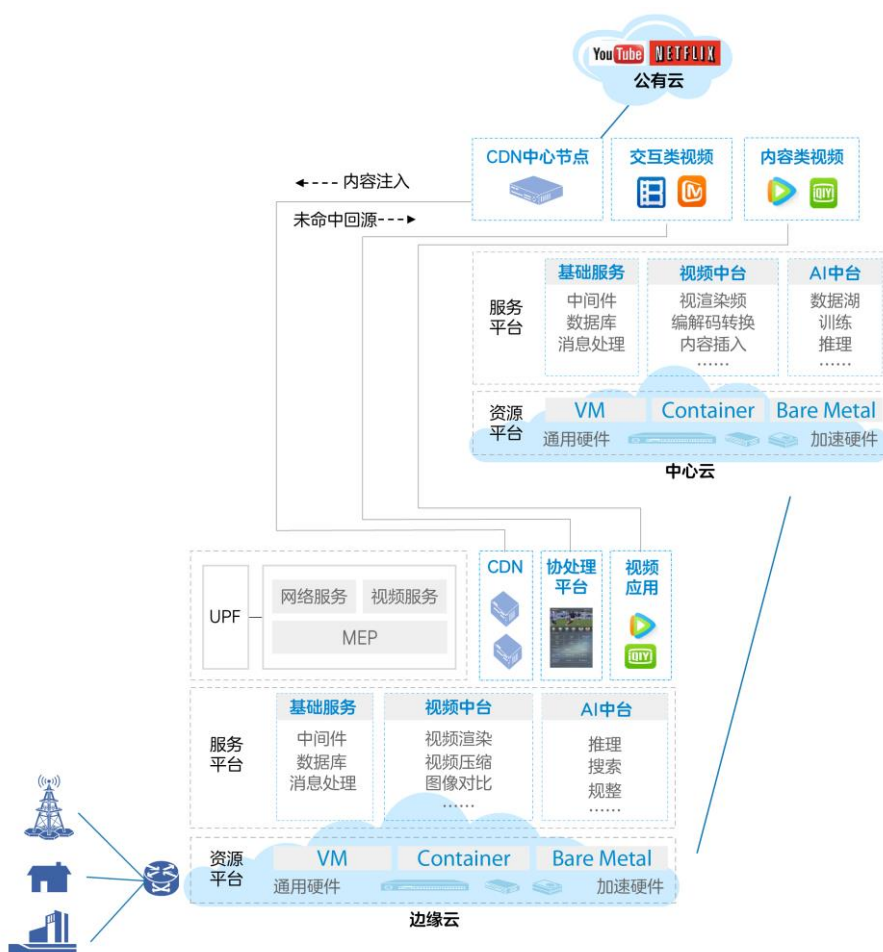 YouTube NETFLIX
公有云
CDN中心节点
交互类视频
内容类视频
QIY
内容注入
未命中回源
服务
平台
基础服务
中间件
数据库
消息处理
视频中台
视渲染频
编解码转换
内容插入
……
AI中台
数据湖
训练
推理
……
资源
平台
VM
Container
Bare Metal
通用硬件
加速硬件
中心云
UPF
网络服务
视频服务
MEP
CDN
协处理
平台
视频
应用
QIY
服务
平台
基础服务
中间件
数据库
消息处理
视频中台
视频渲染
视频压缩
图像对比
……
AI中台
推理
搜索
规整
……
资源
平台
VM
Container
Bare Metal
通用硬件
加速硬件
边缘云